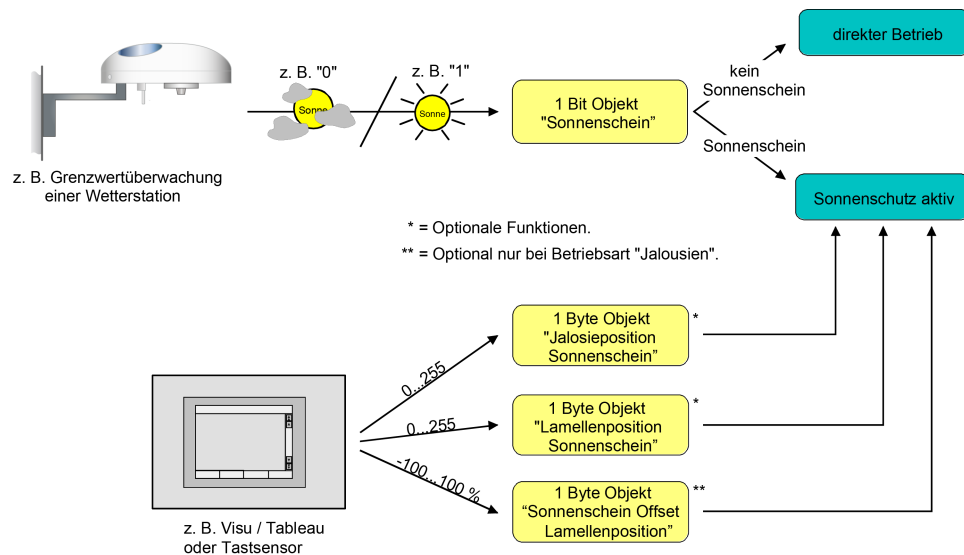 direkter Betrieb
z. B. "0"
z. B. "1"
kein
Sonnenschein
Sonne
Sonne
1 Bit Objekt
"Sonnenschein”
Sonnenschein
z. B. Grenzwertüberwachung
einer Wetterstation
Sonnenschutz aktiv
* = Optionale Funktionen.
** = Optional nur bei Betriebsart "Jalousien".
1 Byte Objekt
"Jalosieposition
Sonnenschein”
*
0...255
1 Byte Objekt
"Lamellenposition
Sonnenschein”
*
0...255
-100...100 %
1 Byte Objekt
“Sonnenschein Offset
Lamellenposition”
**
z. B. Visu / Tableau
oder Tastsensor